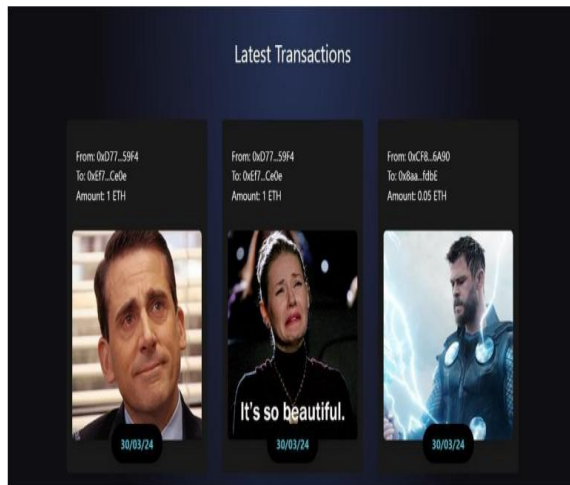 Latest Transactions
From: 0xD77...59F4
To: 0xEf7...Ce0e
Amount: 1 ETH
30/03/24
From: 0xD77...59F4
To: 0xEf7...Ce0e
Amount: 1 ETH
It's so beautiful.
30/03/24
From: 0xCF8...6A90
To: 0x8aa...fdbE
Amount: 0.05 ETH
30/03/24